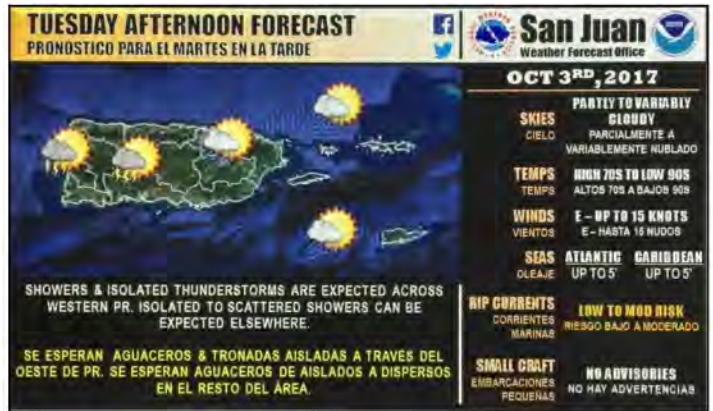 TUESDAY AFTERNOON FORECAST
PRONÓSTICO PARA EL MARTES EN LA TARDE
San Juan
Weather Forecast Office
OCT 3RD, 2017
SKIES
CIELO
PARTLY TO VARIABLY
CLOUDY
PARCIALMENTE A
VARIABLEMENTE NUBLADO
TEMPS
TEMPS
HIGH 70S TO LOW 90S
ALTOS 70S A BAJOS 90S
WINDS
VIENTOS
E – UP TO 15 KNOTS
E – HASTA 15 NUDOS
SEAS
OLEAJE
ATLANTIC CARIBBEAN
UP TO 5' UP TO 5'
RIP CURRENTS
CORRIENTES
MARINAS
LOW TO MOD RISK
RIESGO BAJO A MODERADO
SMALL CRAFT
EMBARCACIONES
PEQUEÑAS
NO ADVISORIES
NO HAY ADVERTENCIAS
SHOWERS & ISOLATED THUNDERSTORMS ARE EXPECTED ACROSS
WESTERN PR. ISOLATED TO SCATTERED SHOWERS CAN BE
EXPECTED ELSEWHERE.
SE ESPERAN AGUACEROS & TRONADAS AISLADAS A TRAVÉS DEL
OESTE DE PR. SE ESPERAN AGUACEROS DE AISLADOS A DISPERSOS
EN EL RESTO DEL ÁREA.